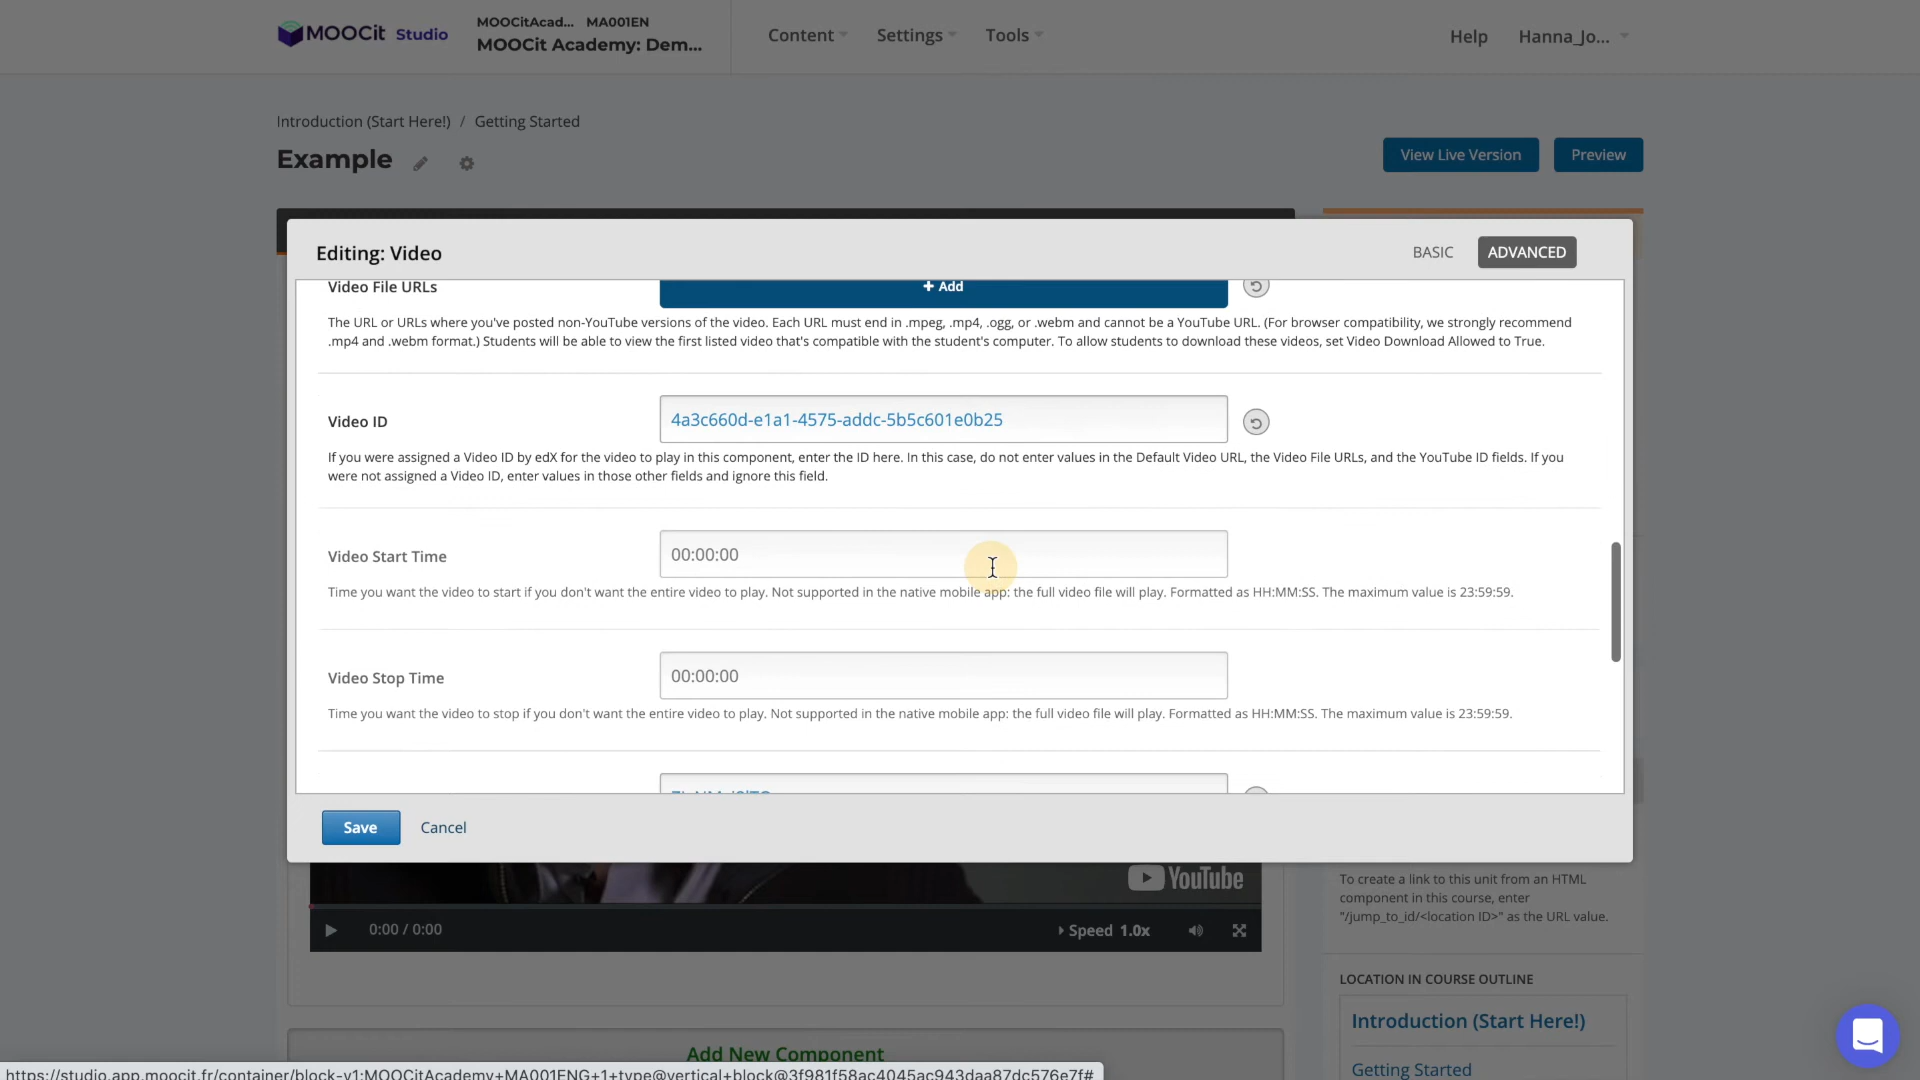 MOOCit Studio
MOOCitAcad... MA001EN
MOOCit Academy: Dem...
Content
Settings
Tools
Help
Hanna_Jo...
Introduction (Start Here!) / Getting Started
Example
View Live Version
Preview
Editing: Video
BASIC
ADVANCED
Video File URLs
+ Add
The URL or URLs where you've posted non-YouTube versions of the video. Each URL must end in .mpeg, .mp4, .ogg, or .webm and cannot be a YouTube URL. (For browser compatibility, we strongly recommend
.mp4 and .webm format.) Students will be able to view the first listed video that's compatible with the student's computer. To allow students to download these videos, set Video Download Allowed to True.
Video ID
4a3c660d-e1a1-4575-addc-5b5c601e0b25
If you were assigned a Video ID by edX for the video to play in this component, enter the ID here. In this case, do not enter values in the Default Video URL, the Video File URLs, and the YouTube ID fields. If you
were not assigned a Video ID, enter values in those other fields and ignore this field.
Video Start Time
00:00:00
Time you want the video to start if you don't want the entire video to play. Not supported in the native mobile app: the full video file will play. Formatted as HH:MM:SS. The maximum value is 23:59:59.
Video Stop Time
00:00:00
Time you want the video to stop if you don't want the entire video to play. Not supported in the native mobile app: the full video file will play. Formatted as HH:MM:SS. The maximum value is 23:59:59.
Save
Cancel
YouTube
0:00 / 0:00
Speed 1.0x
To create a link to this unit from an HTML
component in this course, enter
"/jump_to_id/<location ID>" as the URL value.
LOCATION IN COURSE OUTLINE
Introduction (Start Here!)
Getting Started
Add New Component
https://studio.app.moocit.fr/container/block-v1:MOOCitAcademy+MA001ENG+1+type@vertical+block@3f981f58ac4045ac943daa87dc576e7f#